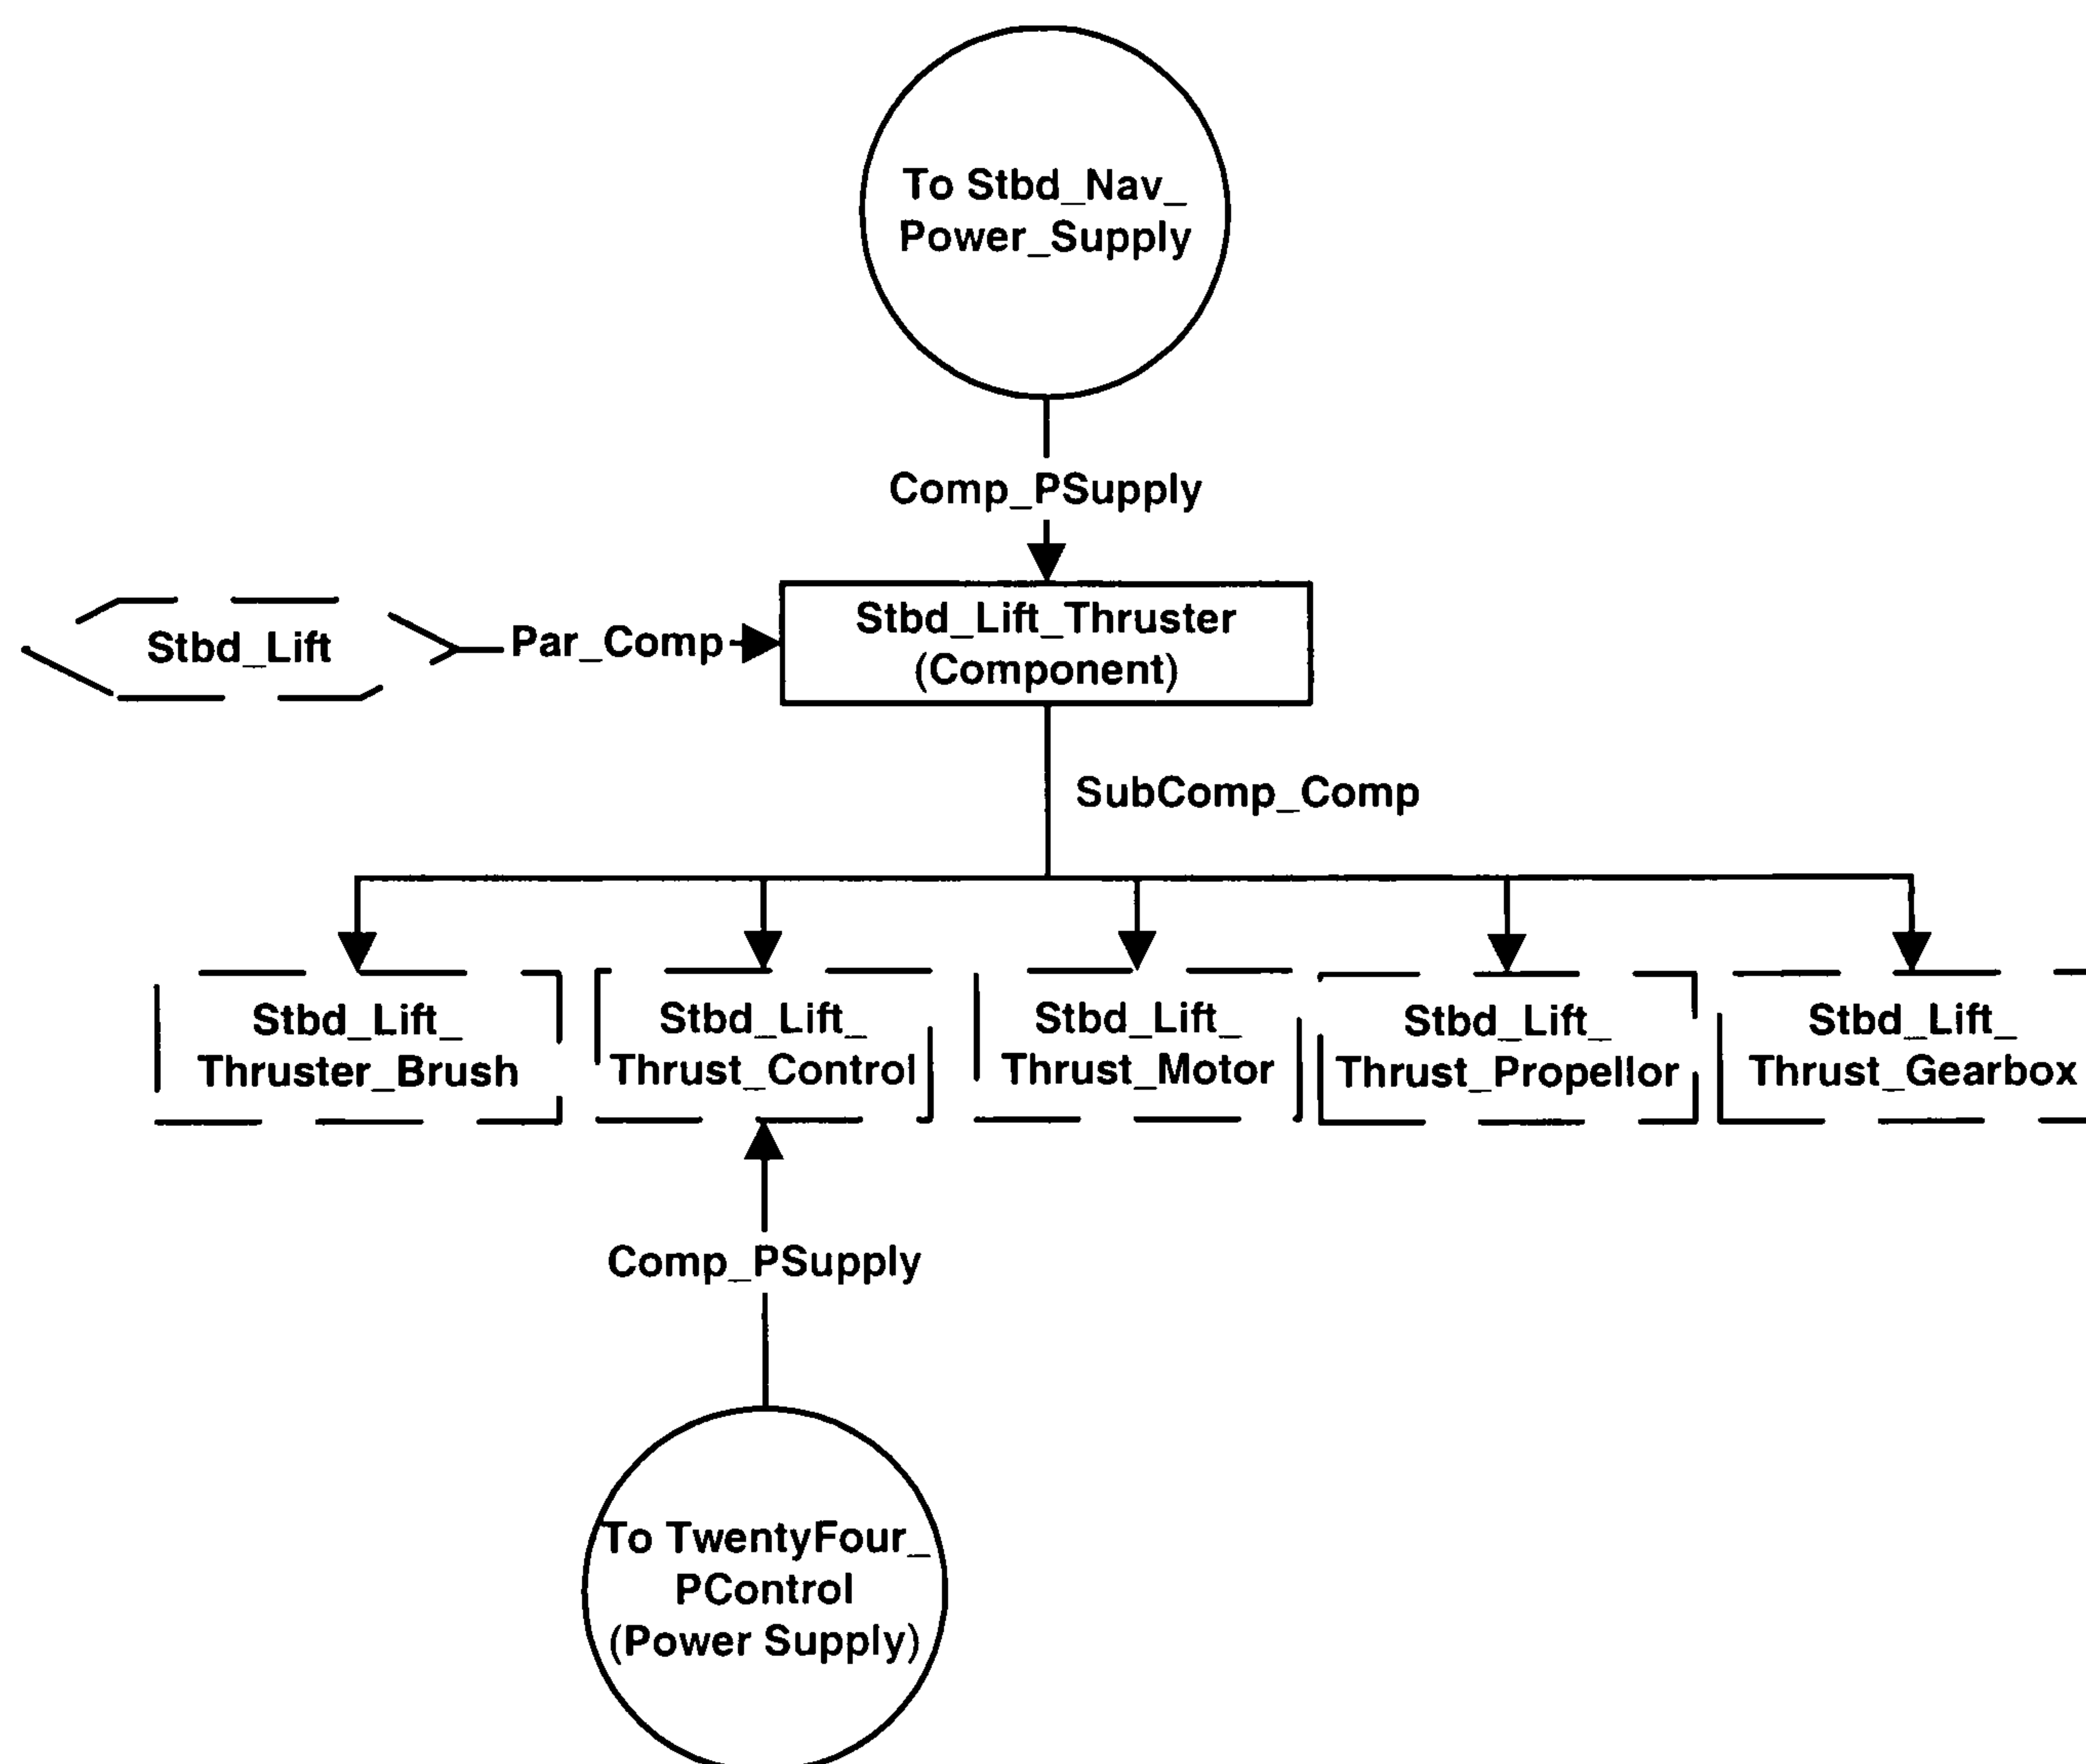 To Stbd_Nav_
Power_Supply
Comp_PSupply
Stbd_Lift
Par_Comp
Stbd_Lift_Thruster
(Component)
SubComp_Comp
Stbd_Lift_
Thruster_Brush
Stbd_Lift_
Thrust_Control
Stbd_Lift_
Thrust_Motor
Stbd_Lift_
Thrust_Propellor
Stbd_Lift_
Thrust_Gearbox
Comp_PSupply
To TwentyFour_
PControl
(Power Supply)